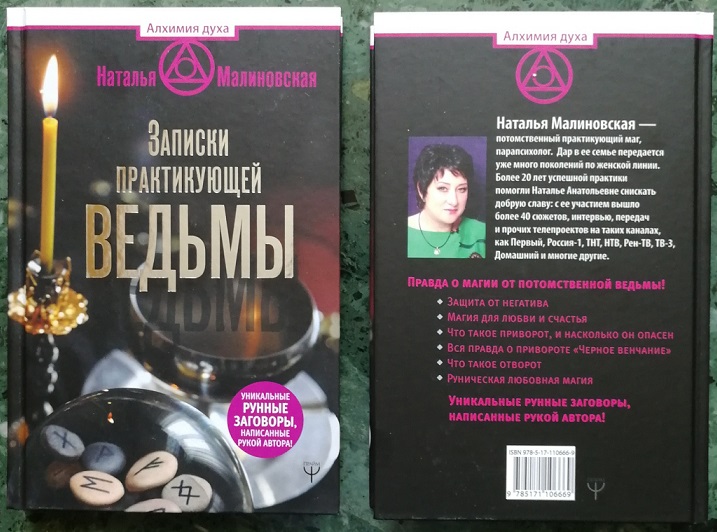 Алхимия духа
Наталья Малиновская
Записки
практикующей
ВЕДЬМЫ
Уникальные
рунные
заговоры,
написанные
рукой автора!
Алхимия духа
Наталья Малиновская —
потомственный практикующий маг,
парапсихолог. Дар в ее семье передается
уже много поколений по женской линии.
Более 20 лет успешной практики
помогли Наталье Анатольевне снискать
добрую славу: с ее участием вышло
более 40 сюжетов, интервью, передач
и прочих телепроектов на таких каналах,
как Первый, Россия-1, ТНТ, НТВ, Рен-ТВ, ТВ-3,
Домашний и многие другие.
Правда о магии от потомственной ведьмы!
Защита от негатива
Магия для любви и счастья
Что такое приворот, и насколько он опасен
Вся правда о привороте «Черное венчание»
Что такое отворот
Руническая любовная магия
Уникальные рунные заговоры,
написанные рукой автора!
ISBN 978-5-17-110666-9
9 785171 106669